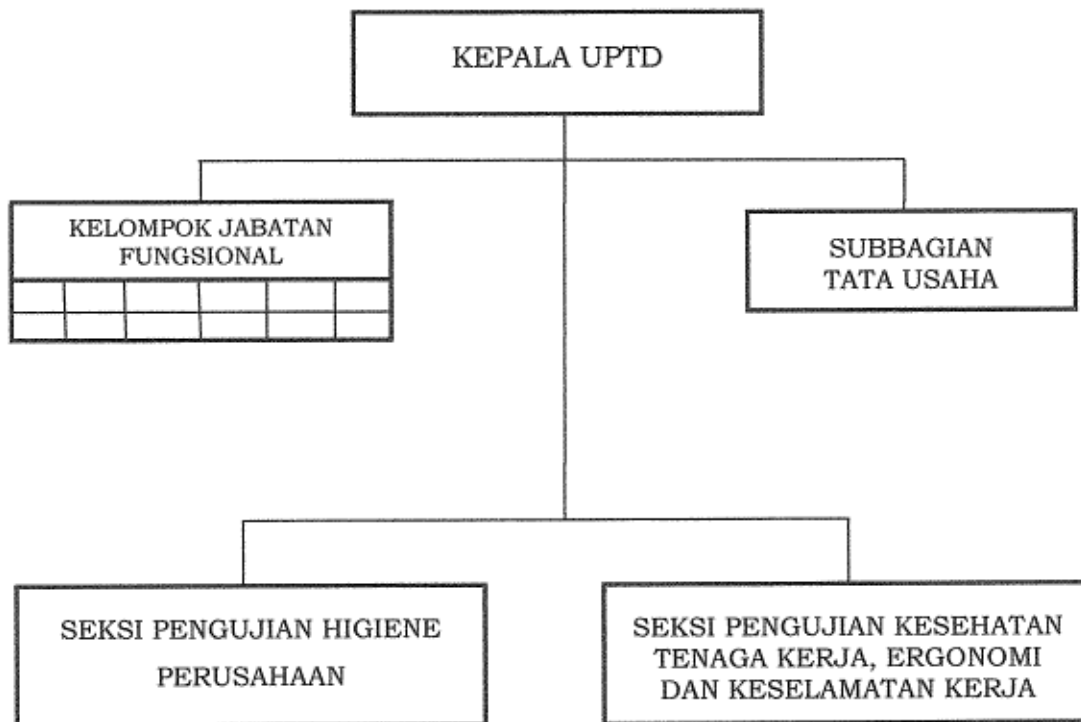 KEPALA UPTD
KELOMPOK JABATAN
FUNGSIONAL
SUBBAGIAN
TATA USAHA
SEKSI PENGUJIAN HIGIENE
PERUSAHAAN
SEKSI PENGUJIAN KESEHATAN
TENAGA KERJA, ERGONOMI
DAN KESELAMATAN KERJA